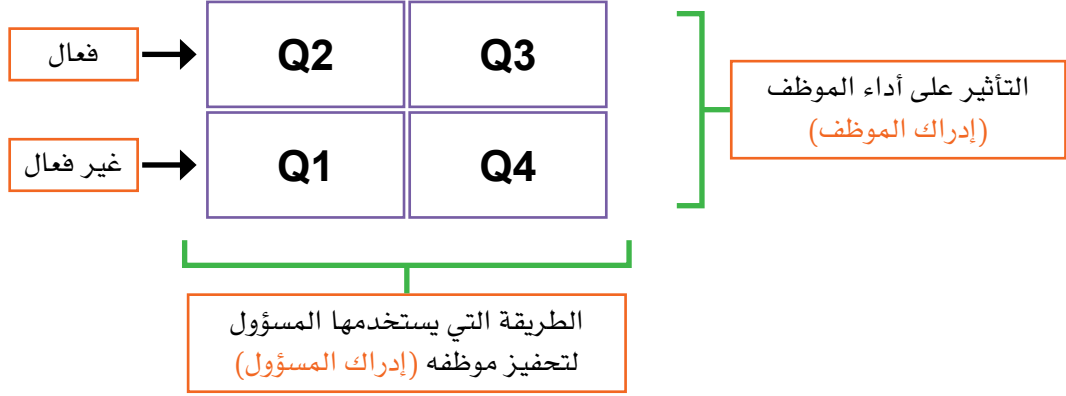 فعال
Q2
Q3
التأثير على أداء الموظف
(إدراك الموظف)
غير فعال
Q1
Q4
الطريقة التي يستخدمها المسؤول
لتحفيز موظفه (إدراك المسؤول)